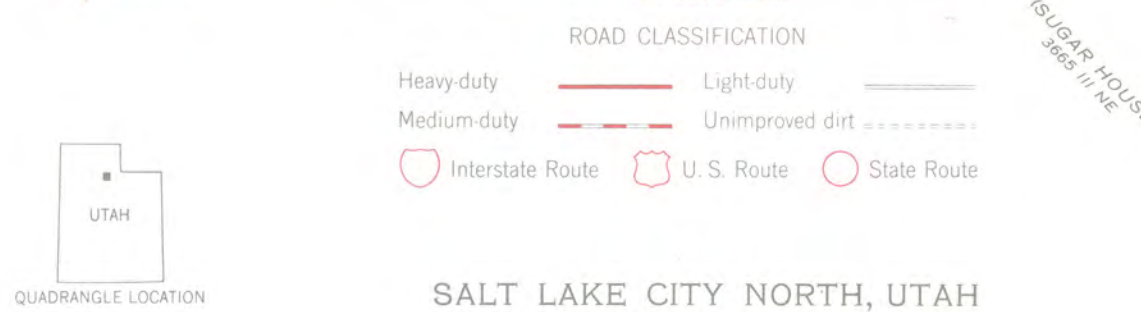 ROAD CLASSIFICATION
Heavy-duty Light-duty
Medium-duty Unimproved dirt
Interstate Route U. S. Route State Route
UTAH
QUADRANGLE LOCATION
SALT LAKE CITY NORTH, UTAH
(SUGAR HOUSE
3665 III NE